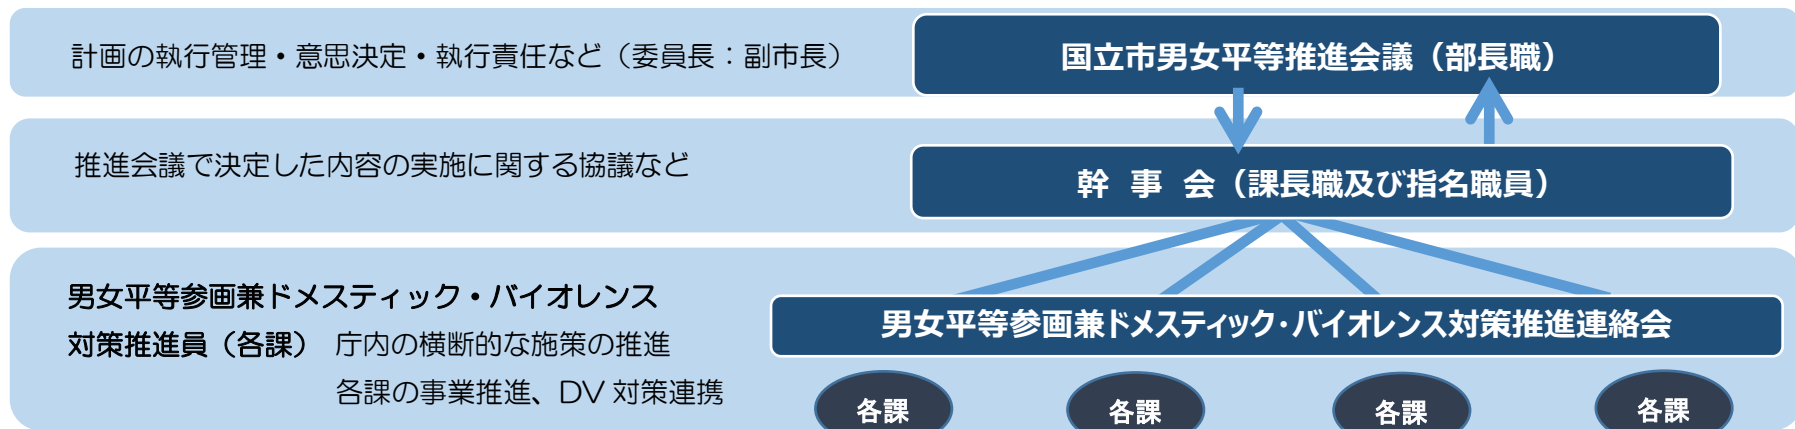 計画の執行管理・意思決定・執行責任など（委員長：副市長）
国立市男女平等推進会議（部長職）
推進会議で決定した内容の実施に関する協議など
幹 事 会（課長職及び指名職員）
男女平等参画兼ドメスティック・バイオレンス
対策推進員（各課） 庁内の横断的な施策の推進
各課の事業推進、DV 対策連携
男女平等参画兼ドメスティック・バイオレンス対策推進連絡会
各課
各課
各課
各課